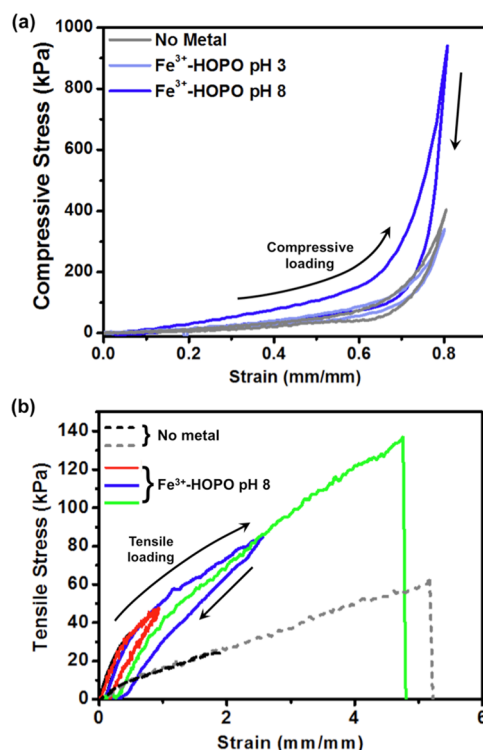 (a)
No Metal
Fe³⁺-HOPO pH 3
Fe³⁺-HOPO pH 8
Compressive
loading
Compressive Stress (kPa)
1000
800
600
400
200
0
0.0 0.2 0.4 0.6 0.8
Strain (mm/mm)
(b)
No metal
Fe³⁺-HOPO pH 8
Tensile
loading
Tensile Stress (kPa)
140
120
100
80
60
40
20
0
0 2 4 6
Strain (mm/mm)